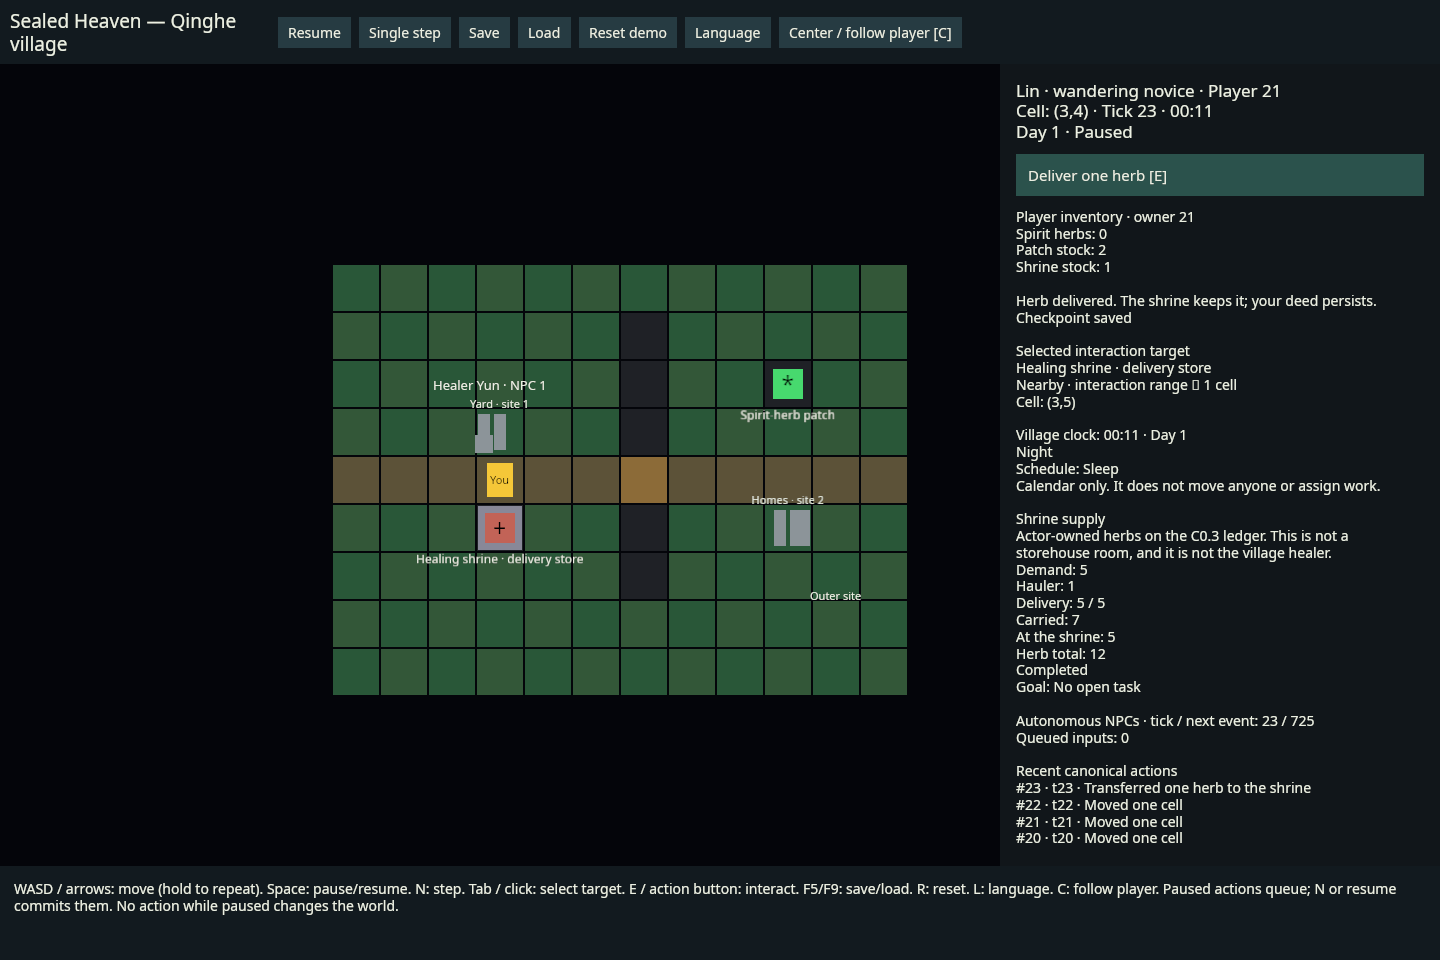 Sealed Heaven — Qinghe
village
Resume
Single step
Save
Load
Reset demo
Language
Center / follow player [C]
Lin · wandering novice · Player 21
Cell: (3,4) · Tick 23 · 00:11
Day 1 · Paused
Deliver one herb [E]
Player inventory · owner 21
Spirit herbs: 0
Patch stock: 2
Shrine stock: 1
Herb delivered. The shrine keeps it; your deed persists.
Checkpoint saved
Selected interaction target
Healing shrine · delivery store
Nearby · interaction range 1 cell
Cell: (3,5)
Village clock: 00:11 · Day 1
Night
Schedule: Sleep
Calendar only. It does not move anyone or assign work.
Shrine supply
Actor-owned herbs on the C0.3 ledger. This is not a
storehouse room, and it is not the village healer.
Demand: 5
Hauler: 1
Delivery: 5 / 5
Carried: 7
At the shrine: 5
Herb total: 12
Completed
Goal: No open task
Autonomous NPCs · tick / next event: 23 / 725
Queued inputs: 0
Recent canonical actions
#23 · t23 · Transferred one herb to the shrine
#22 · t22 · Moved one cell
#21 · t21 · Moved one cell
#20 · t20 · Moved one cell
Healer Yun · NPC 1
Yard · site 1
*
Spirit herb patch
You
Homes · site 2
+
Healing shrine · delivery store
Outer site
WASD / arrows: move (hold to repeat). Space: pause/resume. N: step. Tab / click: select target. E / action button: interact. F5/F9: save/load. R: reset. L: language. C: follow player. Paused actions queue; N or resume
commits them. No action while paused changes the world.